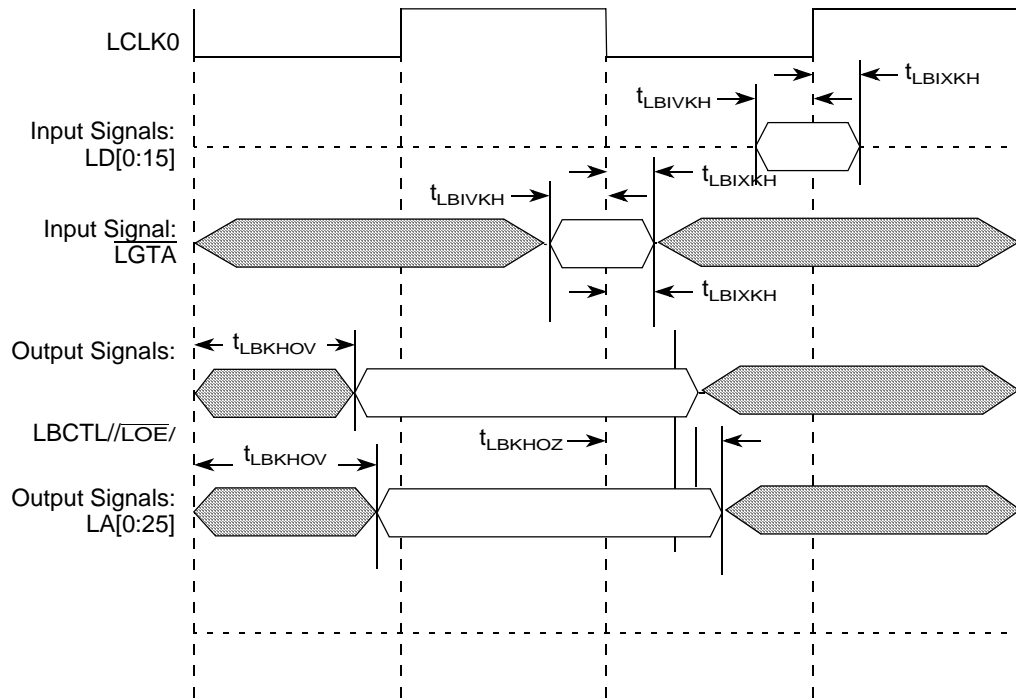 LCLK0
tLBIXKH
tLBIVKH
Input Signals:
LD[0:15]
tLBIXKH
tLBIVKH
Input Signal:
LGTA
tLBIXKH
Output Signals:
tLBKHOV
LBCTL//LOE/
tLBKHOZ
tLBKHOV
Output Signals:
LA[0:25]